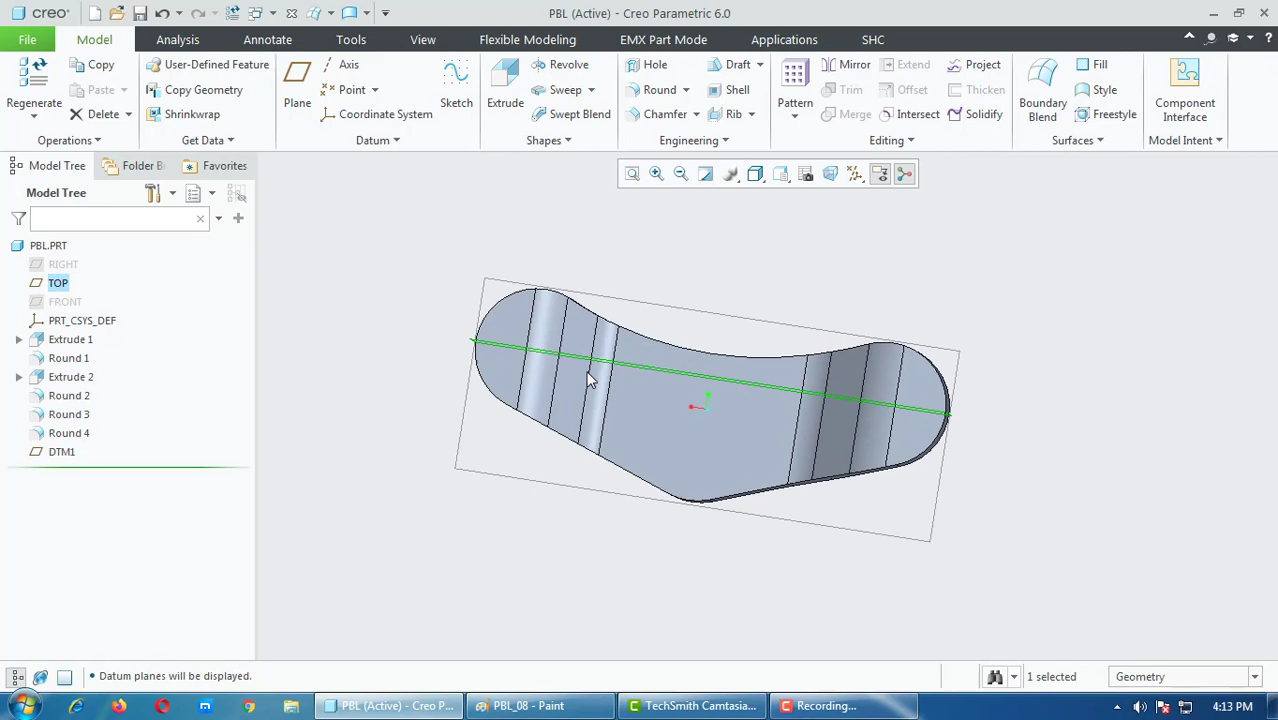 creo PBL (Active) - Creo Parametric 6.0
File Model Analysis Annotate Tools View Flexible Modeling EMX Part Mode Applications SHC
Regenerate
Copy
Paste
Delete
Operations
User-Defined Feature
Copy Geometry
Shrinkwrap
Get Data
Plane
Axis
Point
Coordinate System
Sketch
Datum
Extrude
Revolve
Sweep
Swept Blend
Shapes
Hole
Round
Chamfer
Draft
Shell
Rib
Engineering
Pattern
Mirror
Trim
Merge
Extend
Offset
Intersect
Project
Thicken
Solidify
Editing
Boundary
Blend
Fill
Style
Freestyle
Surfaces
Component
Interface
Model Intent
Model Tree Folder B Favorites
Model Tree
PBL.PRT
RIGHT
TOP
FRONT
PRT_CSYS_DEF
Extrude 1
Round 1
Extrude 2
Round 2
Round 3
Round 4
DTM1
• Datum planes will be displayed. 1 selected Geometry
PBL (Active) - Creo P... PBL_08 - Paint TechSmith Camtasia... Recording... 4:13 PM